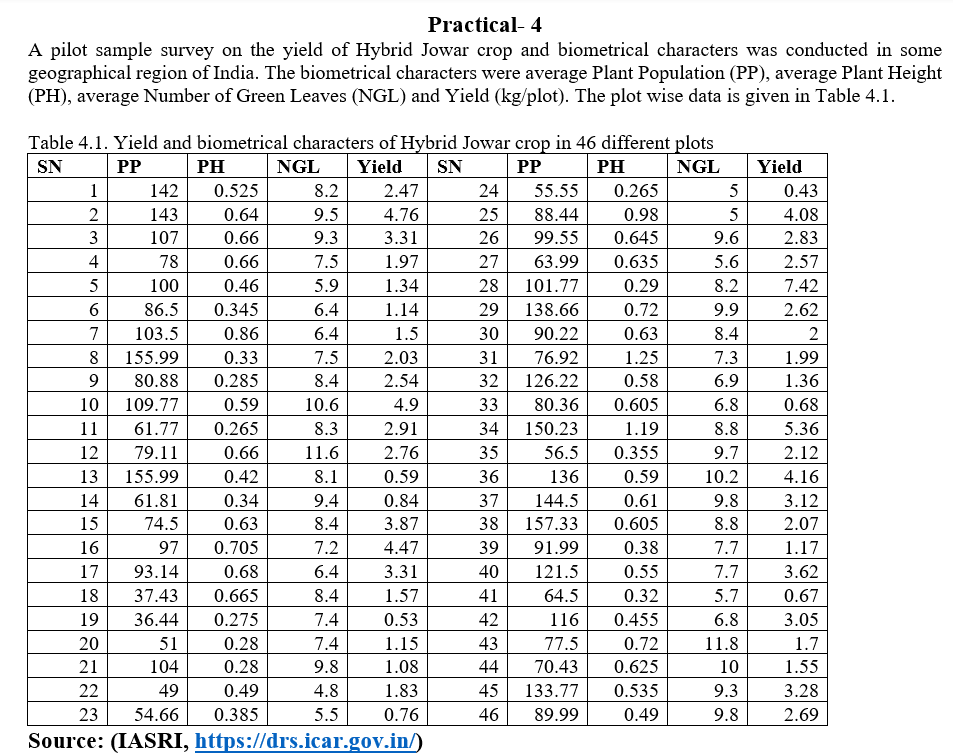 Practical- 4
A pilot sample survey on the yield of Hybrid Jowar crop and biometrical characters was conducted in some
geographical region of India. The biometrical characters were average Plant Population (PP), average Plant Height
(PH), average Number of Green Leaves (NGL) and Yield (kg/plot). The plot wise data is given in Table 4.1.
Table 4.1. Yield and biometrical characters of Hybrid Jowar crop in 46 different plots
SN PP PH NGL Yield SN PP PH NGL Yield
1 142 0.525 8.2 2.47 24 55.55 0.265 5 0.43
2 143 0.64 9.5 4.76 25 88.44 0.98 5 4.08
3 107 0.66 9.3 3.31 26 99.55 0.645 9.6 2.83
4 78 0.66 7.5 1.97 27 63.99 0.635 5.6 2.57
5 100 0.46 5.9 1.34 28 101.77 0.29 8.2 7.42
6 86.5 0.345 6.4 1.14 29 138.66 0.72 9.9 2.62
7 103.5 0.86 6.4 1.5 30 90.22 0.63 8.4 2
8 155.99 0.33 7.5 2.03 31 76.92 1.25 7.3 1.99
9 80.88 0.285 8.4 2.54 32 126.22 0.58 6.9 1.36
10 109.77 0.59 10.6 4.9 33 80.36 0.605 6.8 0.68
11 61.77 0.265 8.3 2.91 34 150.23 1.19 8.8 5.36
12 79.11 0.66 11.6 2.76 35 56.5 0.355 9.7 2.12
13 155.99 0.42 8.1 0.59 36 136 0.59 10.2 4.16
14 61.81 0.34 9.4 0.84 37 144.5 0.61 9.8 3.12
15 74.5 0.63 8.4 3.87 38 157.33 0.605 8.8 2.07
16 97 0.705 7.2 4.47 39 91.99 0.38 7.7 1.17
17 93.14 0.68 6.4 3.31 40 121.5 0.55 7.7 3.62
18 37.43 0.665 8.4 1.57 41 64.5 0.32 5.7 0.67
19 36.44 0.275 7.4 0.53 42 116 0.455 6.8 3.05
20 51 0.28 7.4 1.15 43 77.5 0.72 11.8 1.7
21 104 0.28 9.8 1.08 44 70.43 0.625 10 1.55
22 49 0.49 4.8 1.83 45 133.77 0.535 9.3 3.28
23 54.66 0.385 5.5 0.76 46 89.99 0.49 9.8 2.69
Source: (IASRI, https://drs.icar.gov.in/)